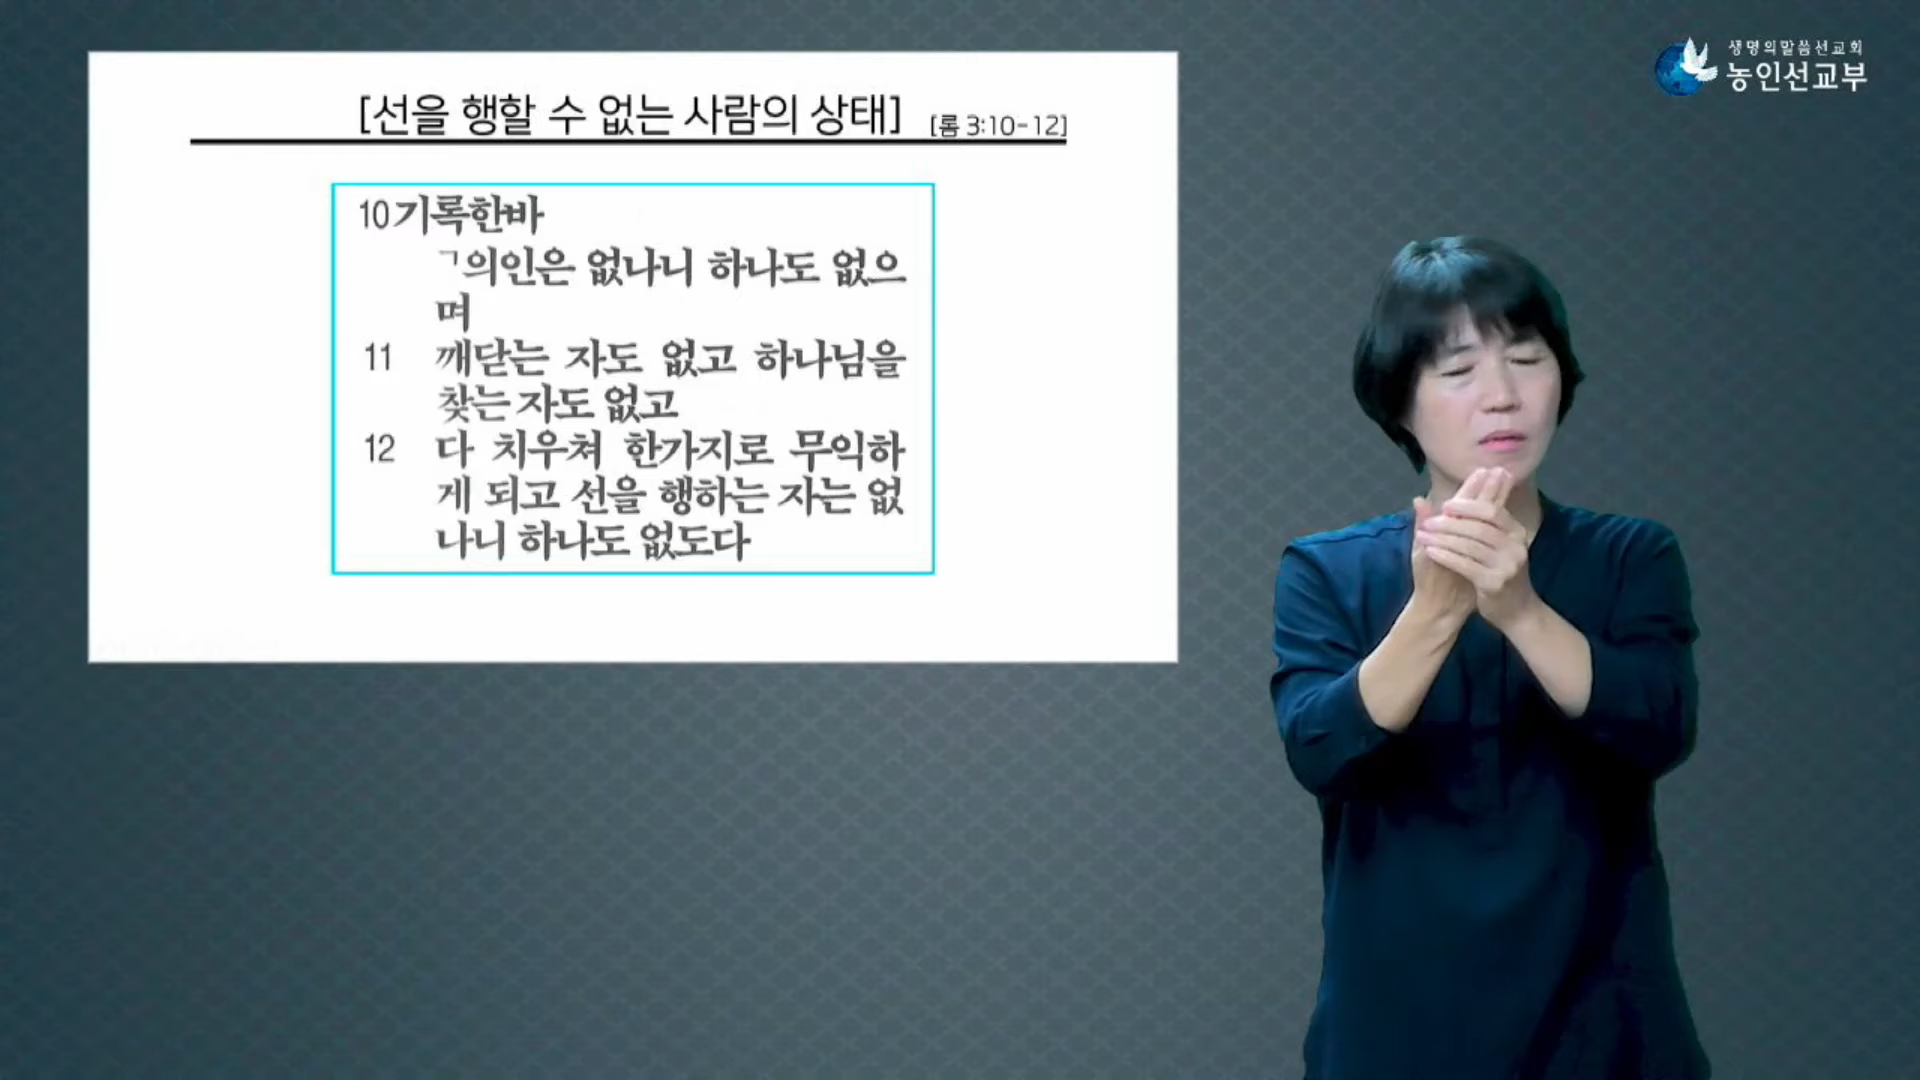 생명의말씀선교회
농인선교부
[선을 행할 수 없는 사람의 상태] [롬 3:10-12]
10 기록한바
ㄱ의인은 없나니 하나도 없으
며
11 깨닫는 자도 없고 하나님을
찾는 자도 없고
12 다 치우쳐 한가지로 무익하
게 되고 선을 행하는 자는 없
나니 하나도 없도다